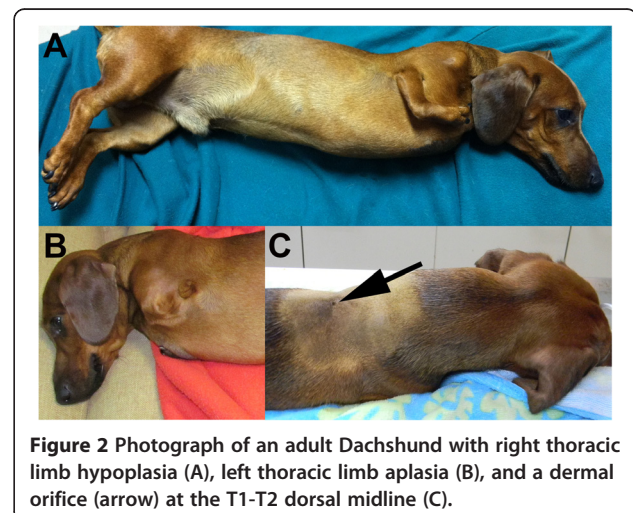 A
B
C
Figure 2 Photograph of an adult Dachshund with right thoracic
limb hypoplasia (A), left thoracic limb aplasia (B), and a dermal
orifice (arrow) at the T1-T2 dorsal midline (C).